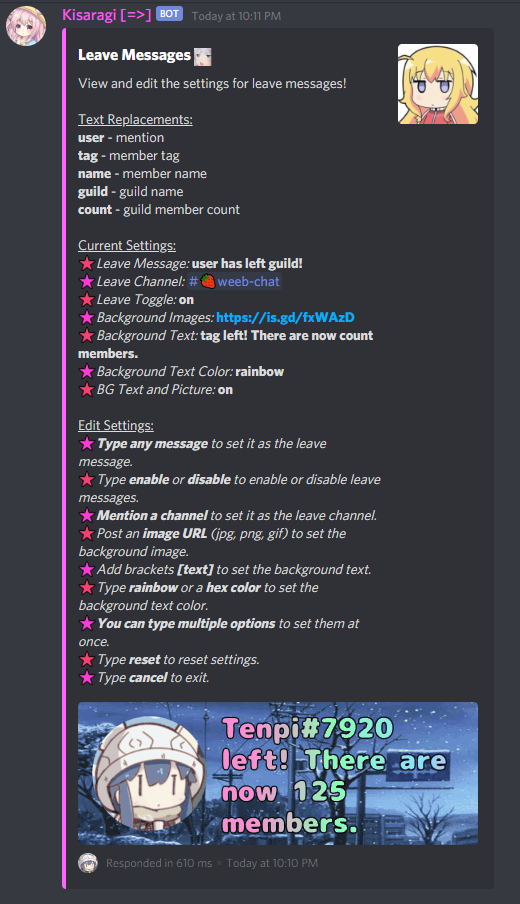 Kisaragi [=>] BOT Today at 10:11 PM
Leave Messages
View and edit the settings for leave messages!
Text Replacements:
user - mention
tag - member tag
name - member name
guild - guild name
count - guild member count
Current Settings:
Leave Message: user has left guild!
Leave Channel: #🍓weeb-chat
Leave Toggle: on
Background Images: https://is.gd/fxWAzD
Background Text: tag left! There are now count
members.
Background Text Color: rainbow
BG Text and Picture: on
Edit Settings:
Type any message to set it as the leave
message.
Type enable or disable to enable or disable leave
messages.
Mention a channel to set it as the leave channel.
Post an image URL (jpg, png, gif) to set the
background image.
Add brackets [text] to set the background text.
Type rainbow or a hex color to set the
background text color.
You can type multiple options to set them at
once.
Type reset to reset settings.
Type cancel to exit.
Tenpi#7920
left! There are
now 125
members.
Responded in 610 ms • Today at 10:10 PM